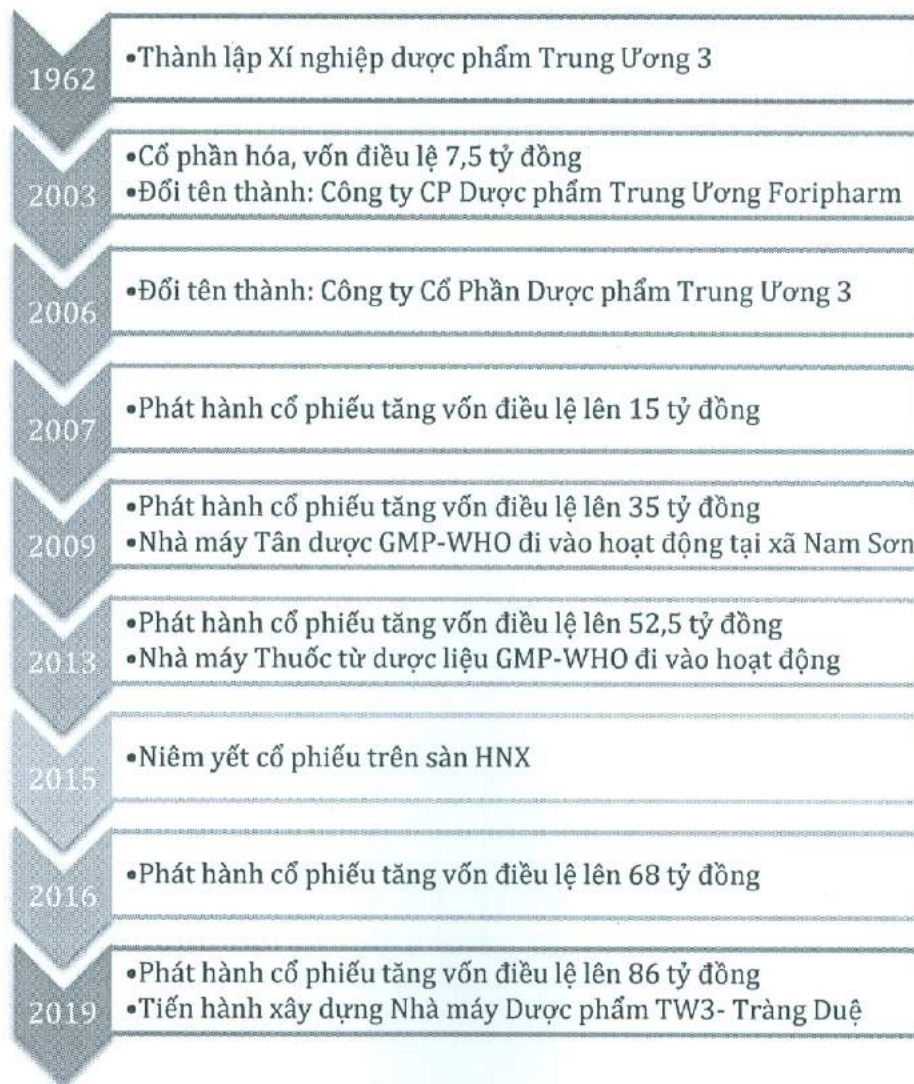 1962
•Thành lập Xí nghiệp dược phẩm Trung Ương 3
2003
•Cổ phần hóa, vốn điều lệ 7,5 tỷ đồng
•Đổi tên thành: Công ty CP Dược phẩm Trung Ương Foripharm
2006
•Đổi tên thành: Công ty Cổ Phần Dược phẩm Trung Ương 3
2007
•Phát hành cổ phiếu tăng vốn điều lệ lên 15 tỷ đồng
2009
•Phát hành cổ phiếu tăng vốn điều lệ lên 35 tỷ đồng
•Nhà máy Tân dược GMP-WHO đi vào hoạt động tại xã Nam Sơn
2013
•Phát hành cổ phiếu tăng vốn điều lệ lên 52,5 tỷ đồng
•Nhà máy Thuốc từ dược liệu GMP-WHO đi vào hoạt động
2015
•Niêm yết cổ phiếu trên sàn HNX
2016
•Phát hành cổ phiếu tăng vốn điều lệ lên 68 tỷ đồng
2019
•Phát hành cổ phiếu tăng vốn điều lệ lên 86 tỷ đồng
•Tiến hành xây dựng Nhà máy Dược phẩm TW3- Tràng Duệ